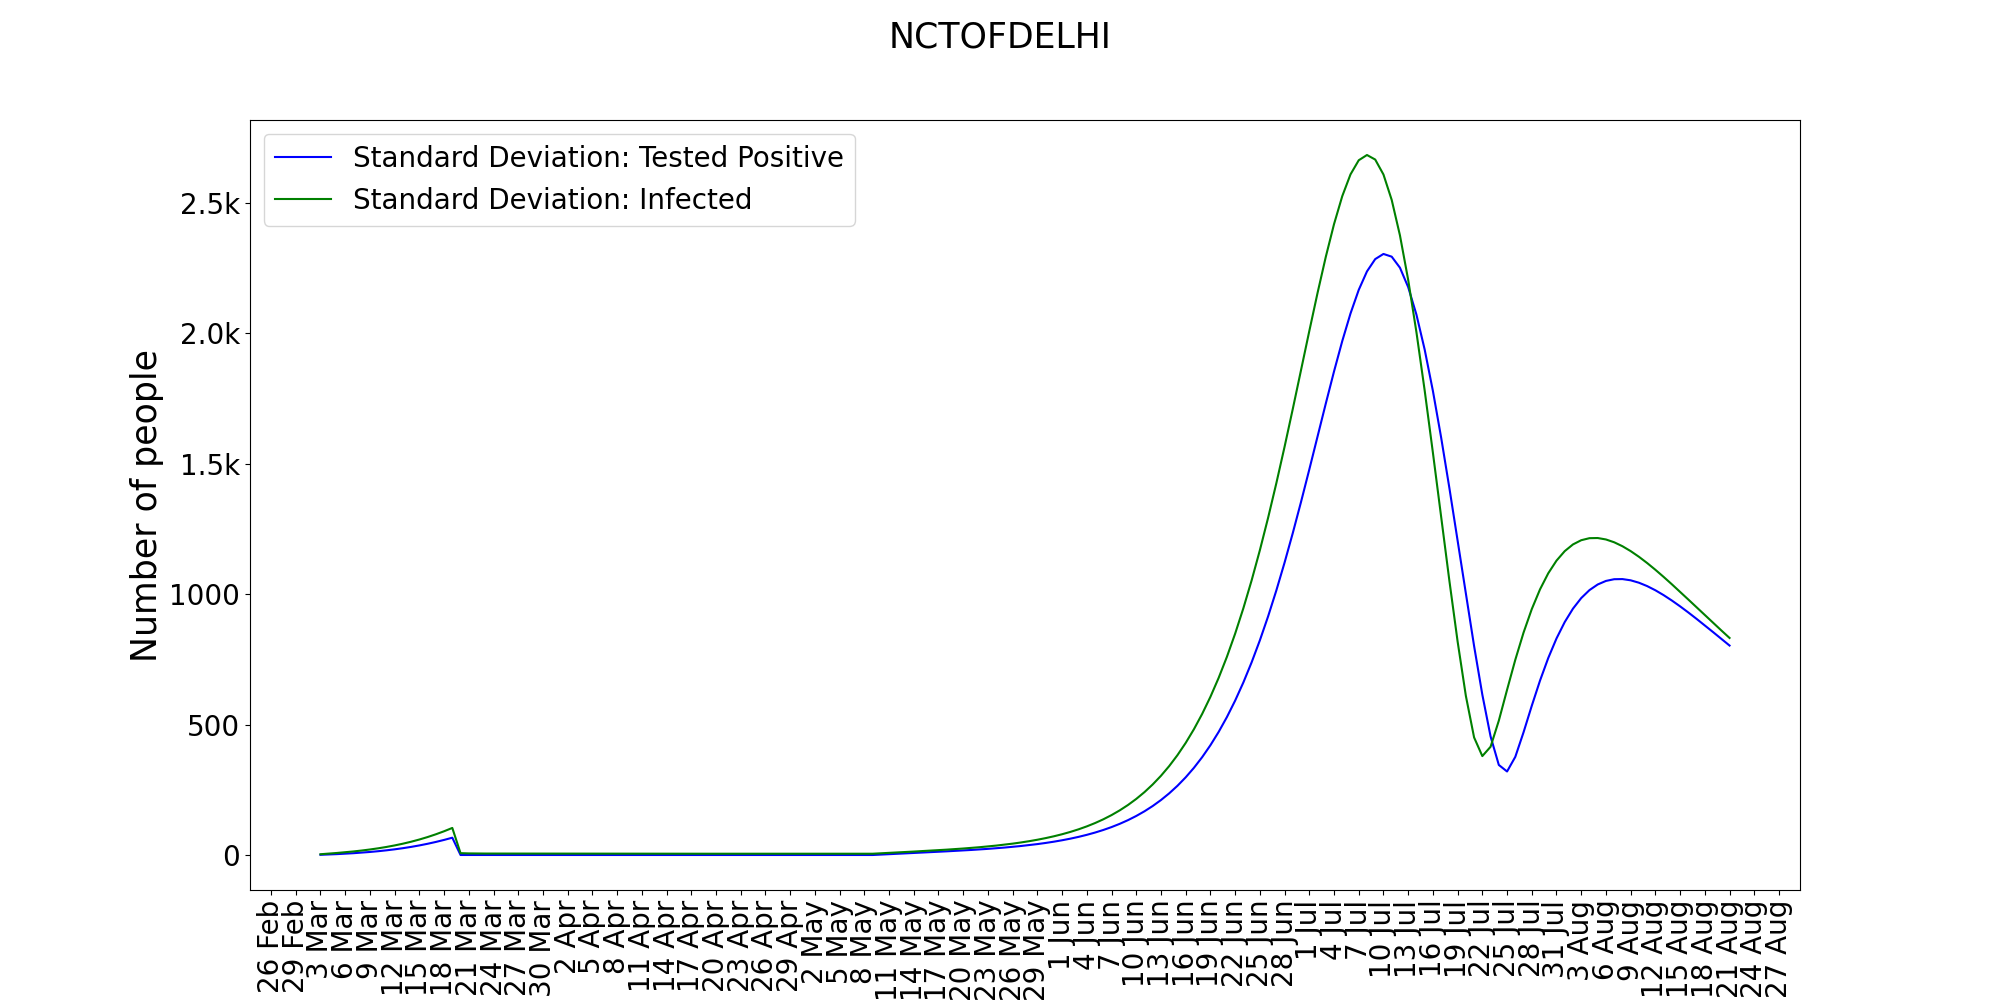 NCTOFDELHI
Standard Deviation: Tested Positive
Standard Deviation: Infected
Number of people
2.5k
2.0k
1.5k
1000
500
0
26 Feb
29 Feb
3 Mar
6 Mar
9 Mar
12 Mar
15 Mar
18 Mar
21 Mar
24 Mar
27 Mar
30 Mar
2 Apr
5 Apr
8 Apr
11 Apr
14 Apr
17 Apr
20 Apr
23 Apr
26 Apr
29 Apr
2 May
5 May
8 May
11 May
14 May
17 May
20 May
23 May
26 May
29 May
1 Jun
4 Jun
7 Jun
10 Jun
13 Jun
16 Jun
19 Jun
22 Jun
25 Jun
28 Jun
1 Jul
4 Jul
7 Jul
10 Jul
13 Jul
16 Jul
19 Jul
22 Jul
25 Jul
28 Jul
31 Jul
3 Aug
6 Aug
9 Aug
12 Aug
15 Aug
18 Aug
21 Aug
24 Aug
27 Aug